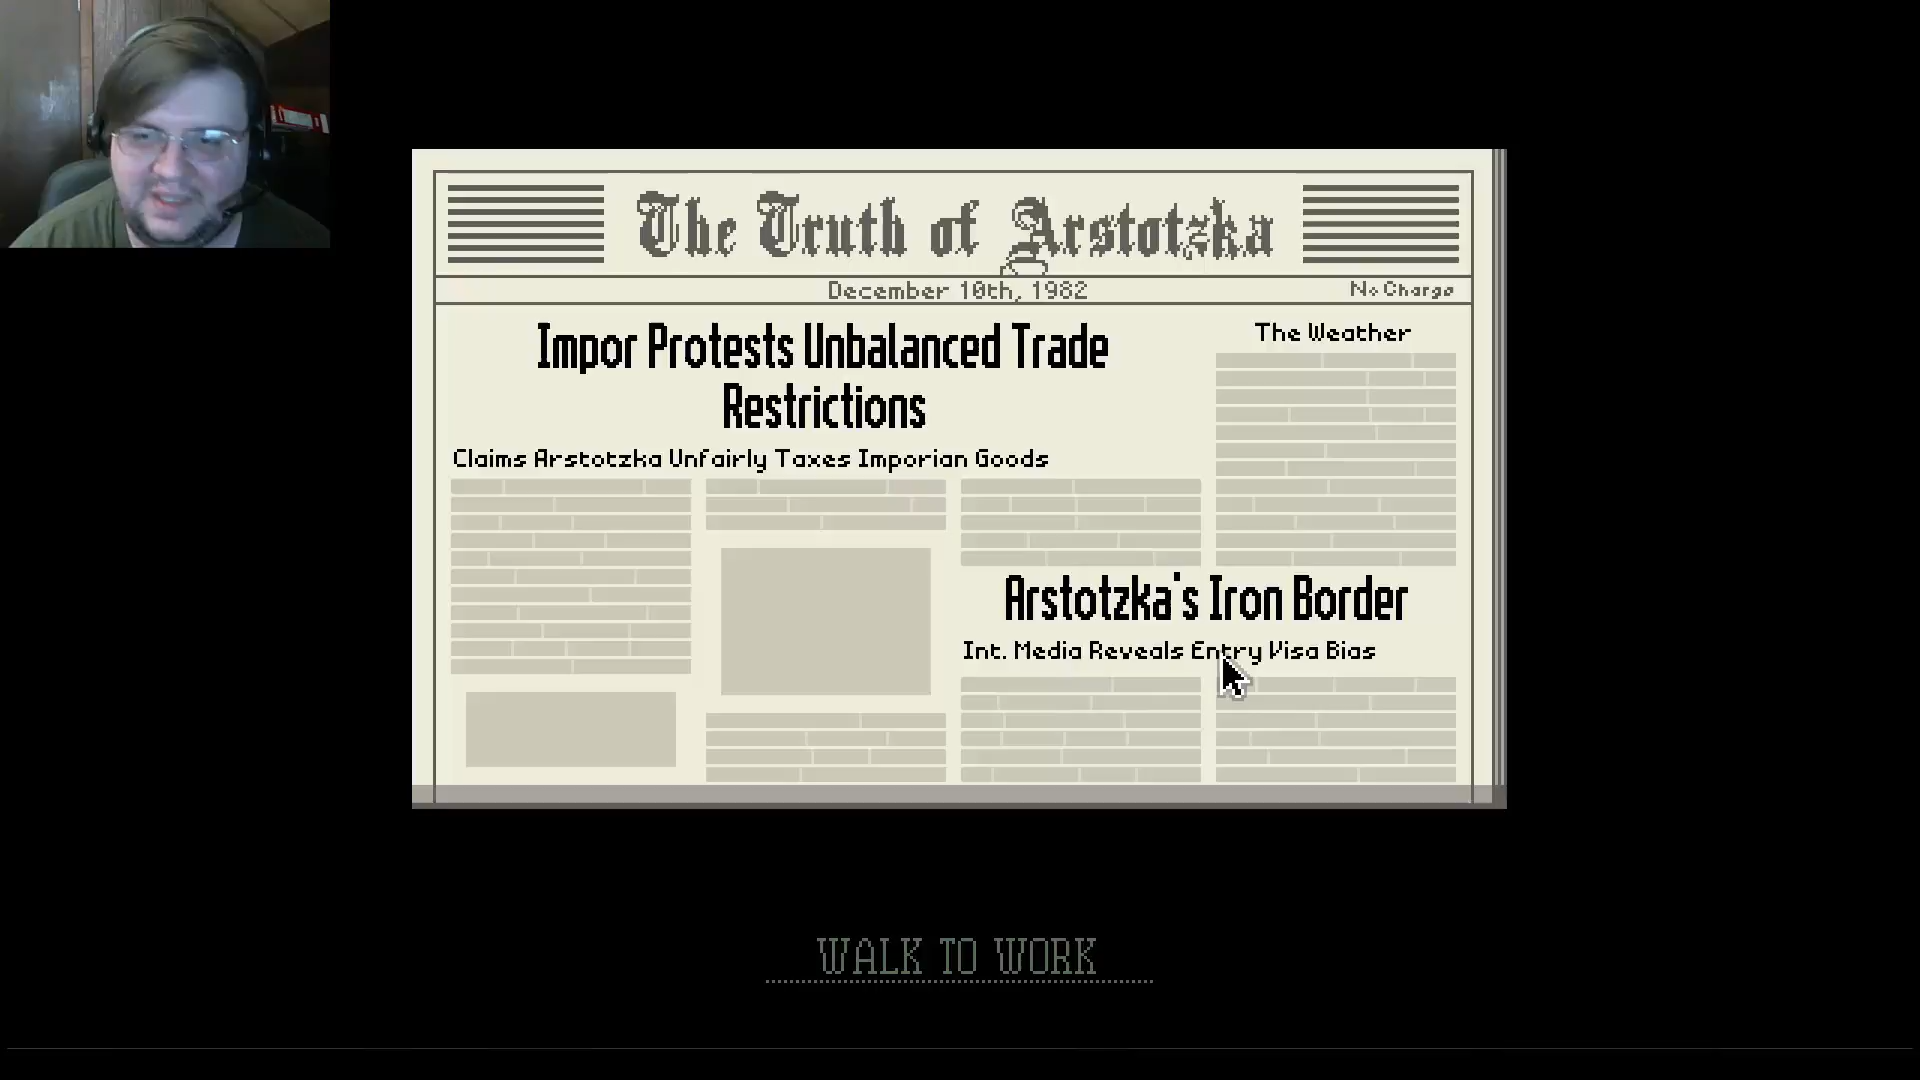 The Truth of Arstotzka
December 10th, 1982
No Charge
Impor Protests Unbalanced Trade
Restrictions
Claims Arstotzka Unfairly Taxes Imporian Goods
The Weather
Arstotzka's Iron Border
Int. Media Reveals Entry Visa Bias
WALK TO WORK